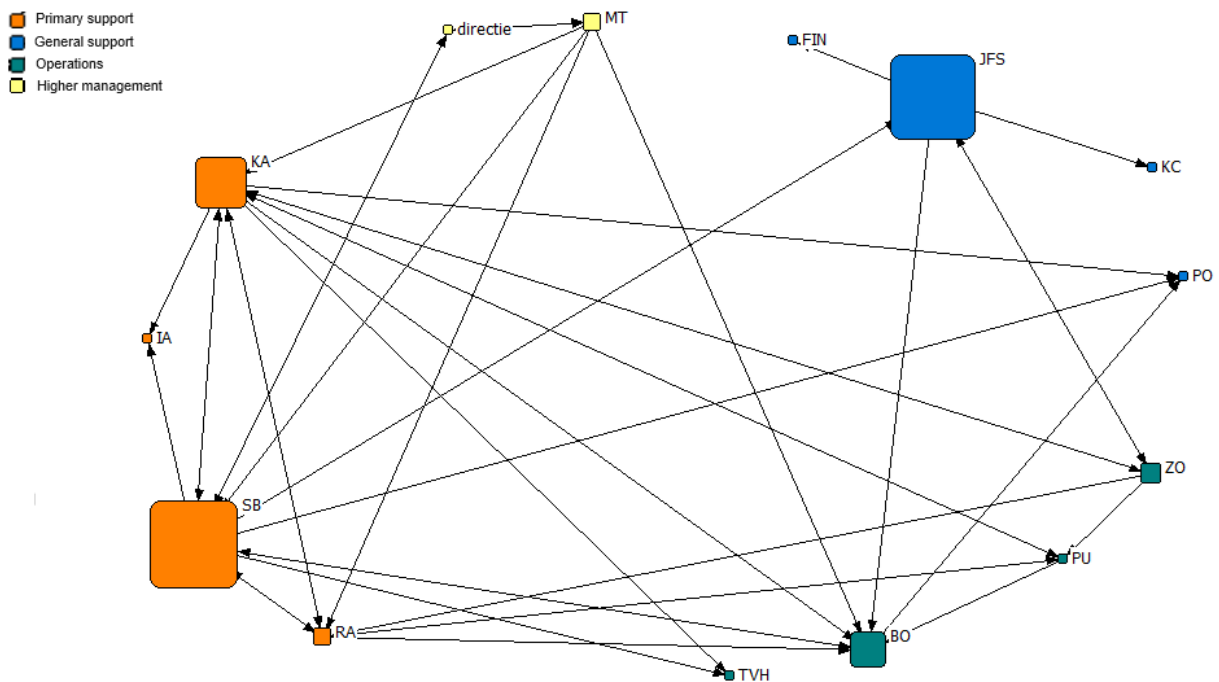 Primary support
General support
Operations
Higher management
directie
MT
FIN
JFS
KA
KC
PO
IA
ZO
SB
PU
RA
BO
TVH